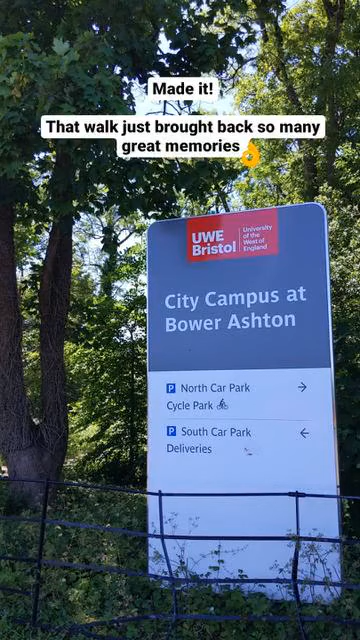 Made it!
That walk just brought back so many
great memories👌
UWE
Bristol
University
of the
West of
England
City Campus at
Bower Ashton
P North Car Park →
Cycle Park
P South Car Park ←
Deliveries